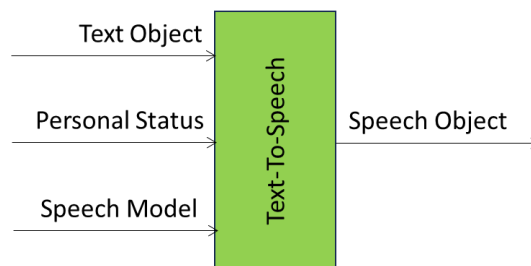 Text Object
Personal Status
Speech Model
Text-To-Speech
Speech Object